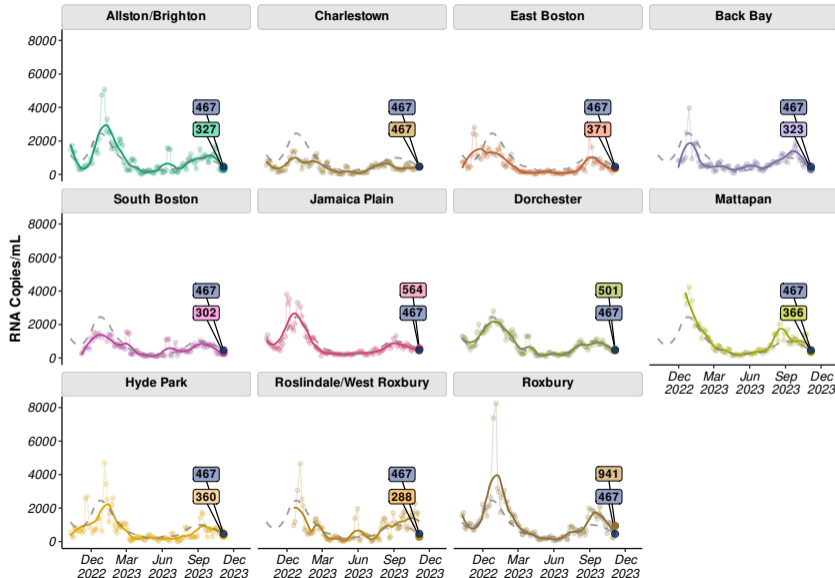 Allston/Brighton Charlestown East Boston Back Bay
8000
6000
4000
2000
0
467 467 467 467
327 467 371 323
South Boston Jamaica Plain Dorchester Mattapan
RNA Copies/mL
8000
6000
4000
2000
0
467 564 501 467
302 467 467 366
Dec 2022 Mar 2023 Jun 2023 Sep 2023 Dec 2023
Hyde Park Roslindale/West Roxbury Roxbury
8000
6000
4000
2000
0
467 467 941
360 288 467
Dec Mar Jun Sep Dec Dec Mar Jun Sep Dec Dec Mar Jun Sep Dec
2022 2023 2023 2023 2023 2022 2023 2023 2023 2023 2022 2023 2023 2023 2023